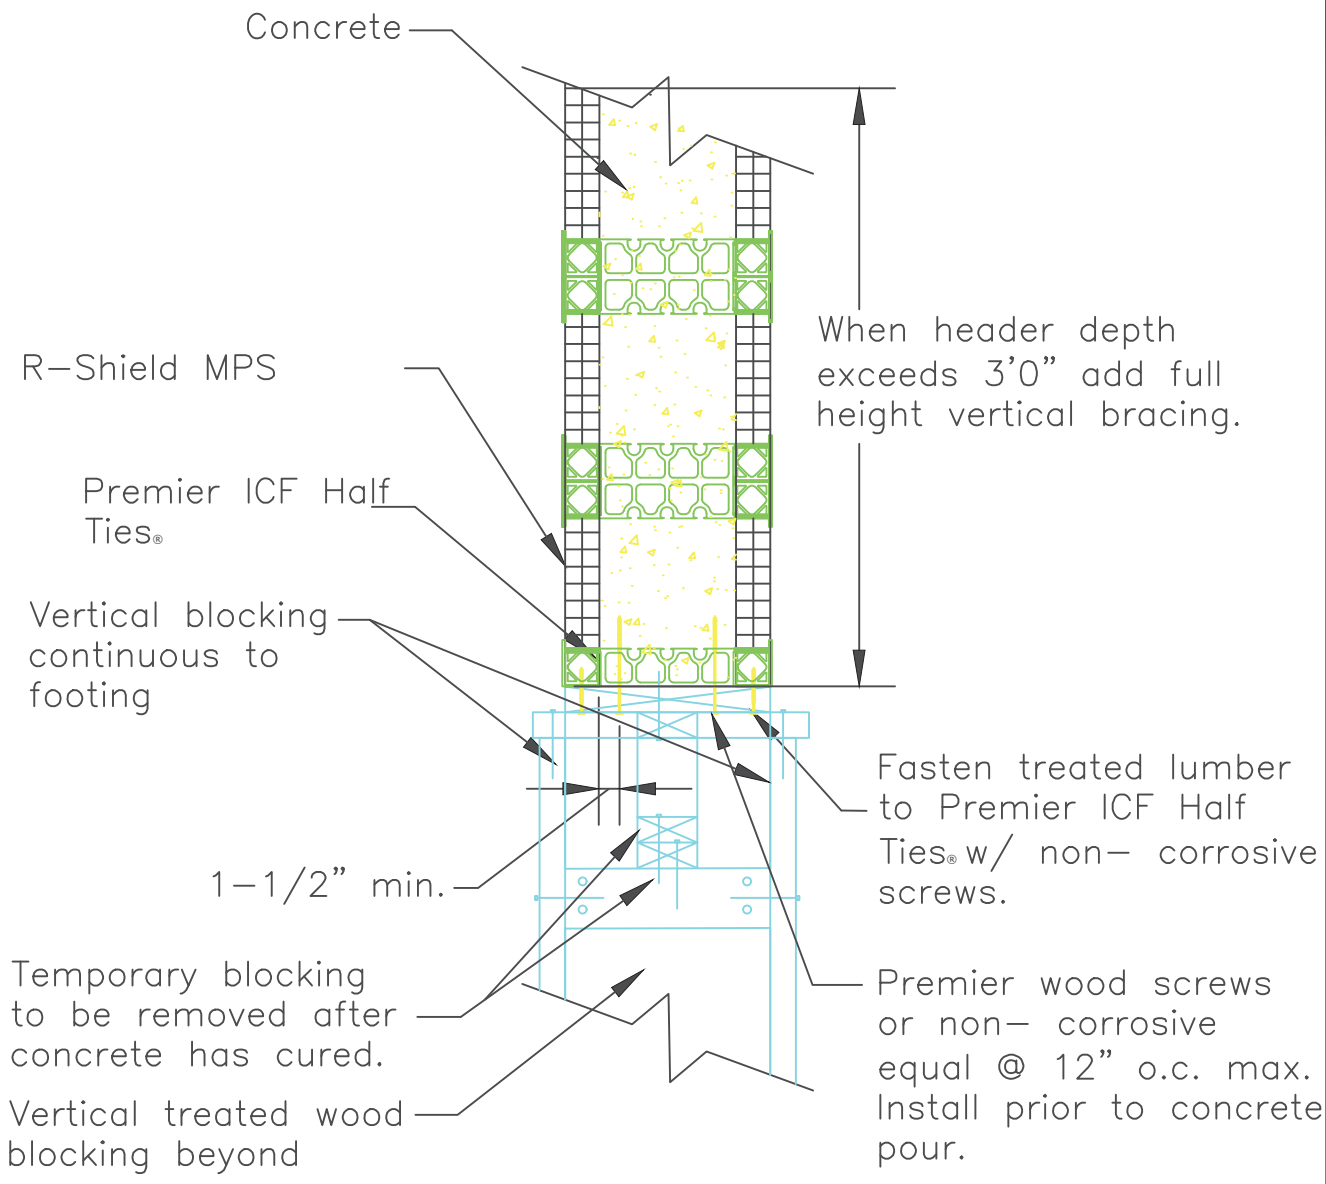 Concrete
When header depth
exceeds 3'0" add full
height vertical bracing.
R-Shield MPS
Premier ICF Half
Ties®
Vertical blocking
continuous to
footing
Fasten treated lumber
to Premier ICF Half
Ties® w/ non- corrosive
screws.
1-1/2" min.
Temporary blocking
to be removed after
concrete has cured.
Premier wood screws
or non- corrosive
equal @ 12" o.c. max.
Install prior to concrete
pour.
Vertical treated wood
blocking beyond